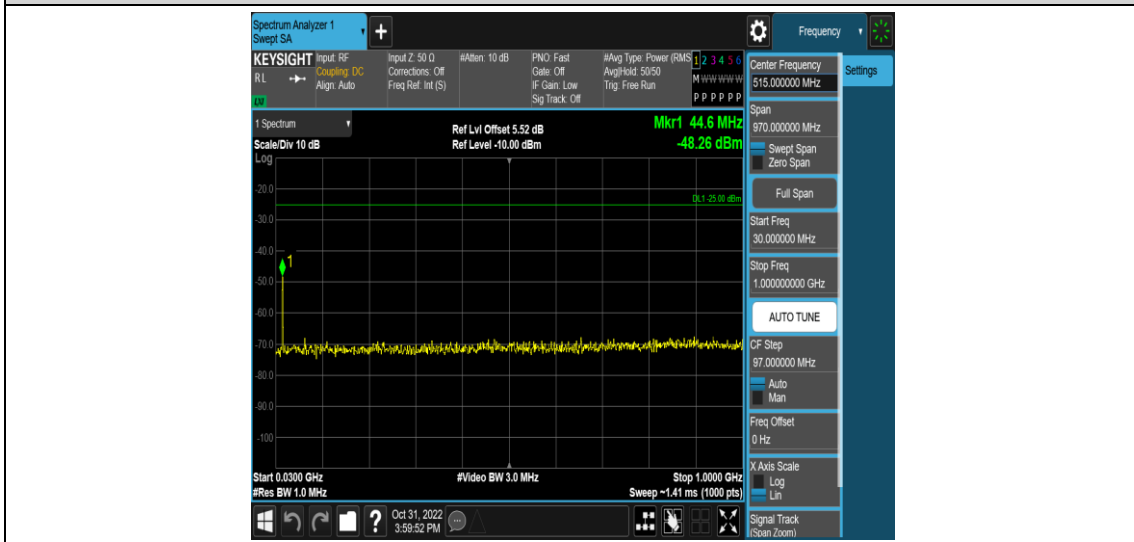 Spectrum Analyzer 1
Swept SA
Frequency
KEYSIGHT
RL
Input: RF
Coupling: DC
Align: Auto
Input Z: 50 Ω
Corrections: Off
Freq Ref: Int (S)
#Atten: 10 dB
PNO: Fast
Gate: Off
IF Gain: Low
Sig Track: Off
#Avg Type: Power (RMS
Avg|Hold: 50/50
Trig: Free Run
1 2 3 4 5 6
M W W W W W
P P P P P P
Center Frequency
515.000000 MHz
Settings
1 Spectrum
Scale/Div 10 dB
Ref Lvl Offset 5.52 dB
Ref Level -10.00 dBm
Mkr1 44.6 MHz
-48.26 dBm
Log
-20.0
-30.0
-40.0
-50.0
-60.0
-70.0
-80.0
-90.0
-100
DL1 -25.00 dBm
1
Start 0.0300 GHz
#Res BW 1.0 MHz
#Video BW 3.0 MHz
Stop 1.0000 GHz
Sweep ~1.41 ms (1000 pts)
Span
970.000000 MHz
Swept Span
Zero Span
Full Span
Start Freq
30.000000 MHz
Stop Freq
1.000000000 GHz
AUTO TUNE
CF Step
97.000000 MHz
Auto
Man
Freq Offset
0 Hz
X Axis Scale
Log
Lin
Signal Track
(Span Zoom)
Oct 31, 2022
3:59:52 PM